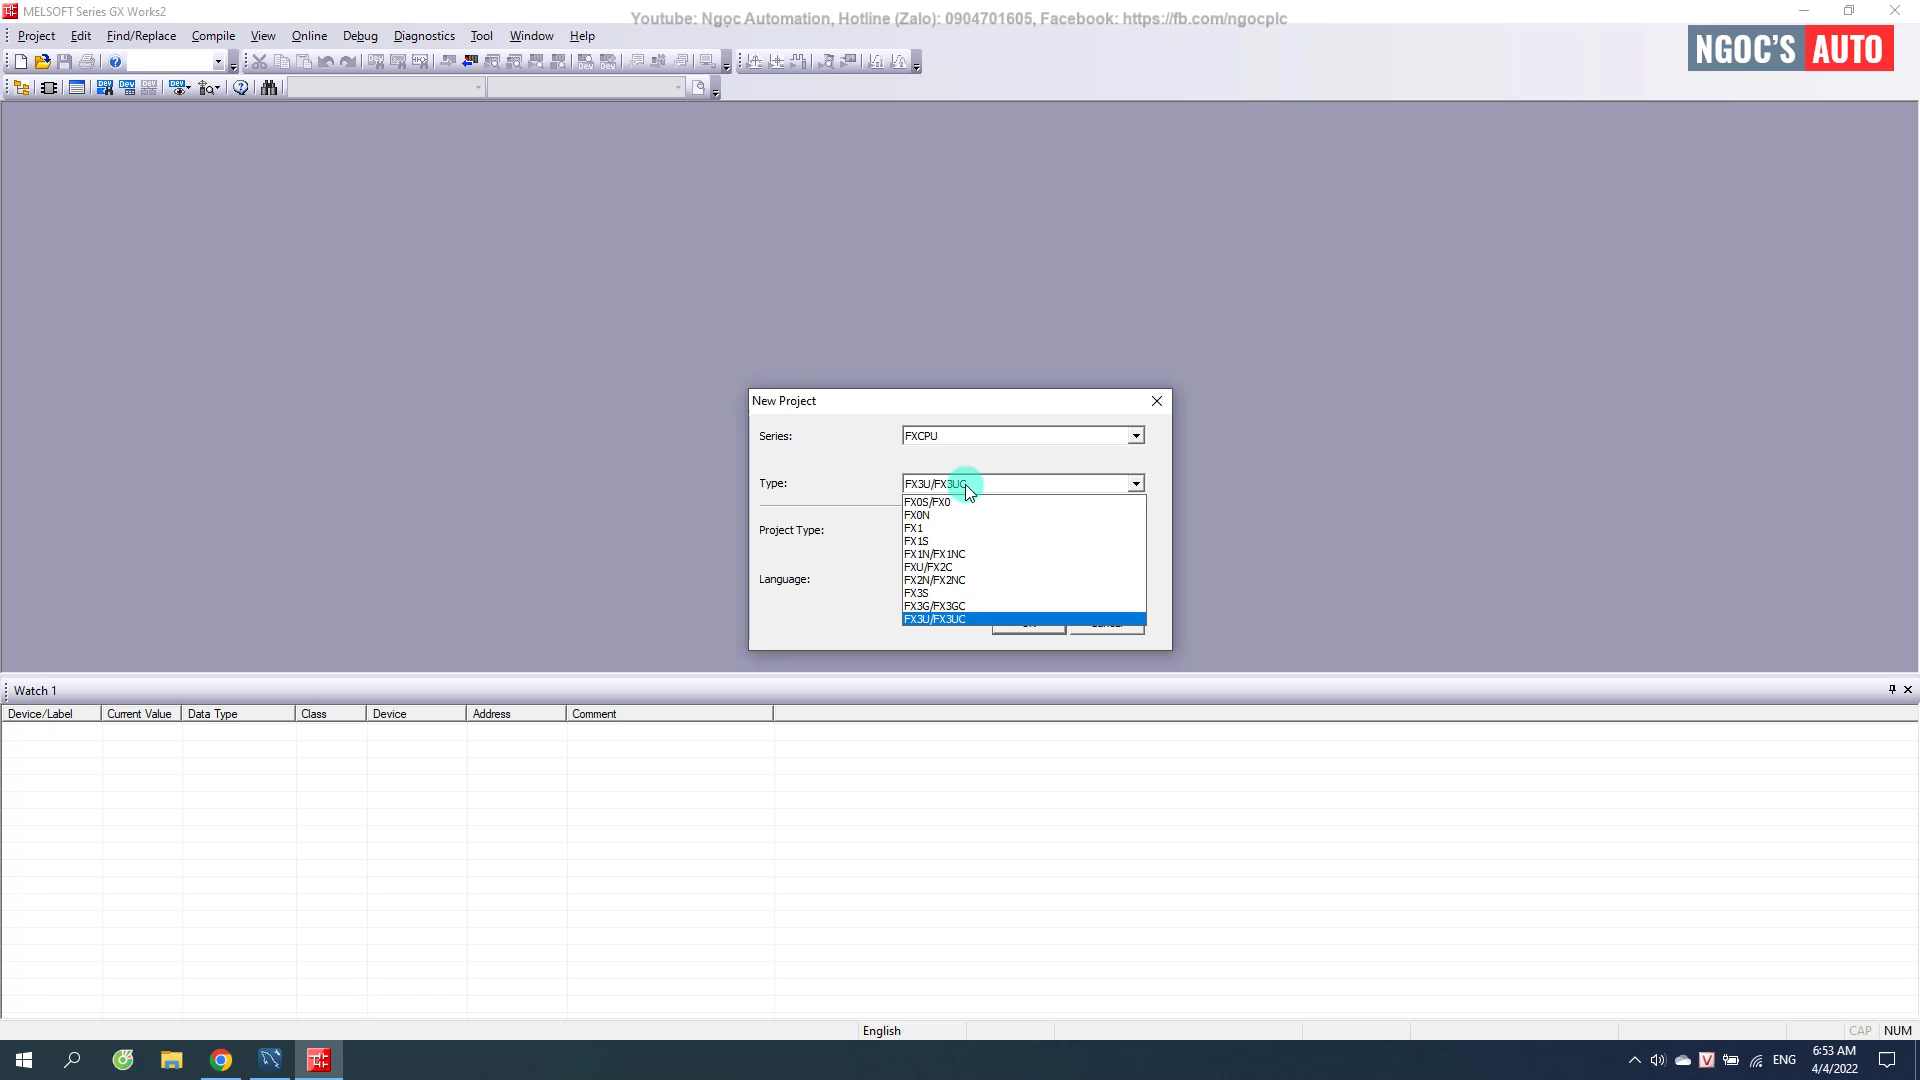 MELSOFT Series GX Works2
Youtube: Ngọc Automation, Hotline (Zalo): 0904701605, Facebook: https://fb.com/ngocplc
Project Edit Find/Replace Compile View Online Debug Diagnostics Tool Window Help
NGOC'S AUTO
New Project
Series: FXCPU
Type: FX3U/FX3UC
FX0S/FX0
FX0N
FX1
FX1S
FX1N/FX1NC
FXU/FX2C
FX2N/FX2NC
FX3S
FX3G/FX3GC
FX3U/FX3UC
Project Type:
Language:
Watch 1
Device/Label Current Value Data Type Class Device Address Comment
English
CAP NUM
ENG
6:53 AM
4/4/2022